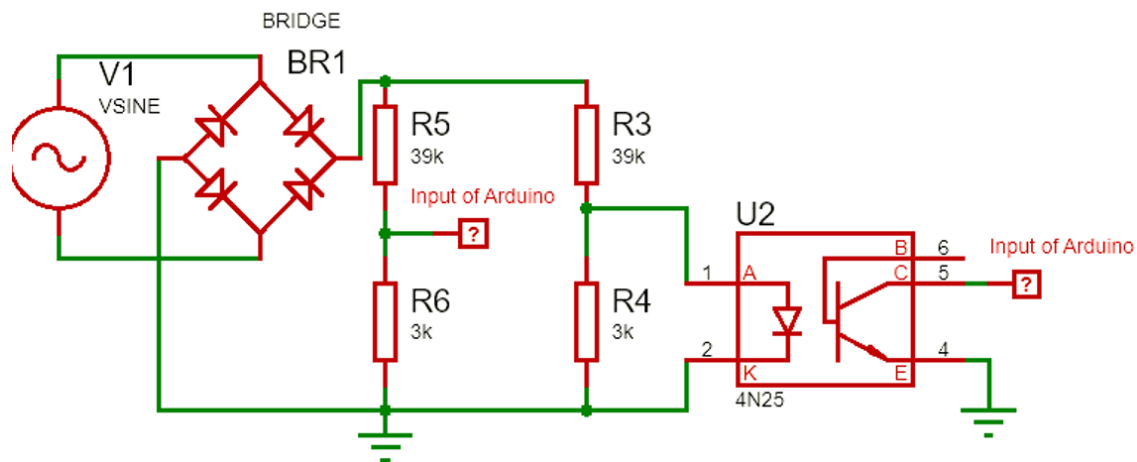 BRIDGE
BR1
V1
VSINE
R5
39k
R3
39k
Input of Arduino
?
U2
Input of Arduino
?
1
A
B
6
C
5
R6
3k
R4
3k
2
K
E
4
4N25